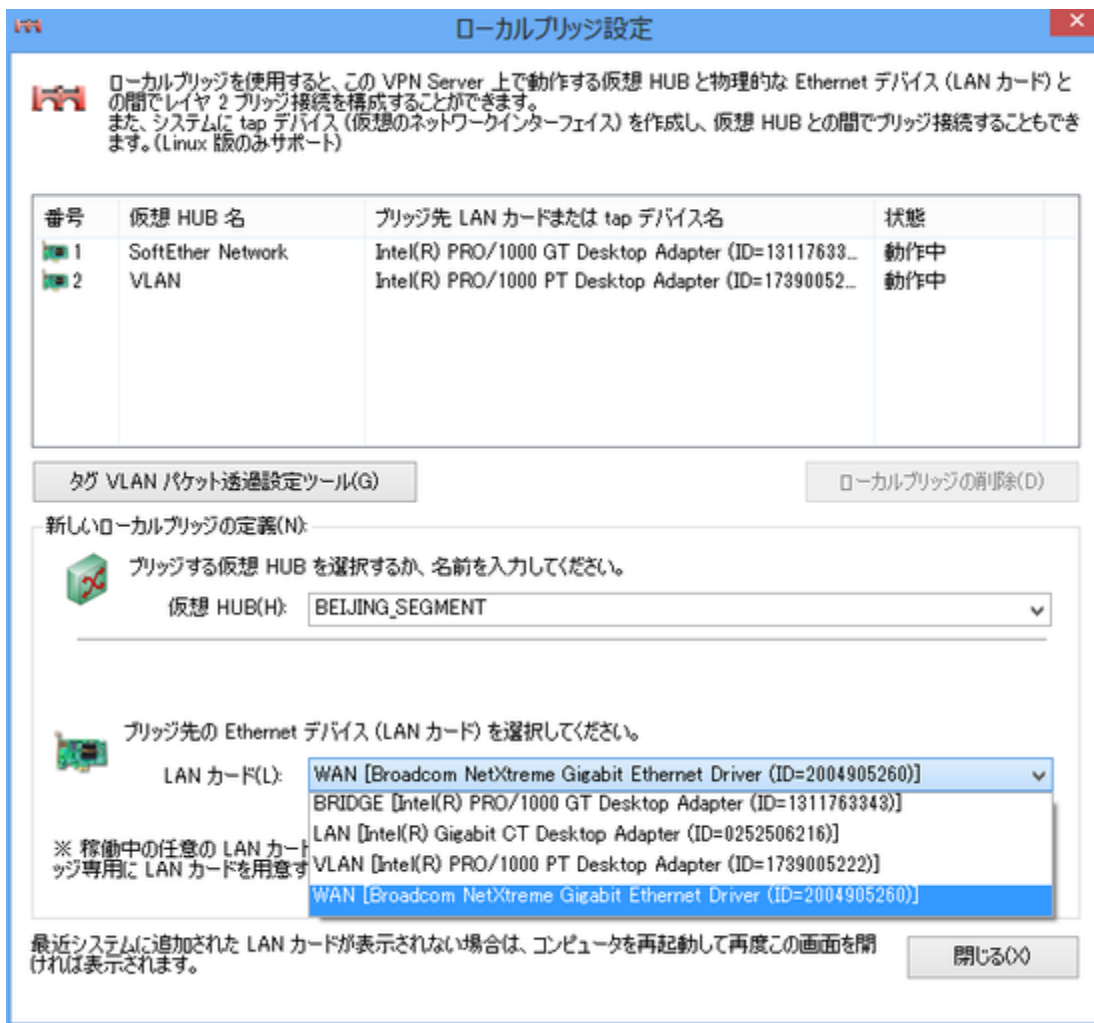 ローカルブリッジ設定
ローカルブリッジを使用すると、この VPN Server 上で動作する仮想 HUB と物理的な Ethernet デバイス (LAN カード) と
の間でレイヤ 2 ブリッジ接続を構成することができます。
また、システムに tap デバイス (仮想のネットワークインターフェイス) を作成し、仮想 HUB との間でブリッジ接続することもでき
ます。(Linux 版のみサポート)
番号 仮想 HUB 名 ブリッジ先 LAN カードまたは tap デバイス名 状態
1 SoftEther Network Intel(R) PRO/1000 GT Desktop Adapter (ID=13117633... 動作中
2 VLAN Intel(R) PRO/1000 PT Desktop Adapter (ID=17390052... 動作中
タグ VLAN パケット透過設定ツール(G) ローカルブリッジの削除(D)
新しいローカルブリッジの定義(N):
ブリッジする仮想 HUB を選択するか、名前を入力してください。
仮想 HUB(H): BEIJING_SEGMENT
ブリッジ先の Ethernet デバイス (LAN カード) を選択してください。
LAN カード(L): WAN [Broadcom NetXtreme Gigabit Ethernet Driver (ID=2004905260)]
BRIDGE [Intel(R) PRO/1000 GT Desktop Adapter (ID=1311763343)]
LAN [Intel(R) Gigabit CT Desktop Adapter (ID=0252506216)]
※ 稼働中の任意の LAN カード
VLAN [Intel(R) PRO/1000 PT Desktop Adapter (ID=1739005222)]
ッジ専用に LAN カードを用意す
WAN [Broadcom NetXtreme Gigabit Ethernet Driver (ID=2004905260)]
最近システムに追加された LAN カードが表示されない場合は、コンピュータを再起動して再度この画面を開
ければ表示されます。
閉じる(X)